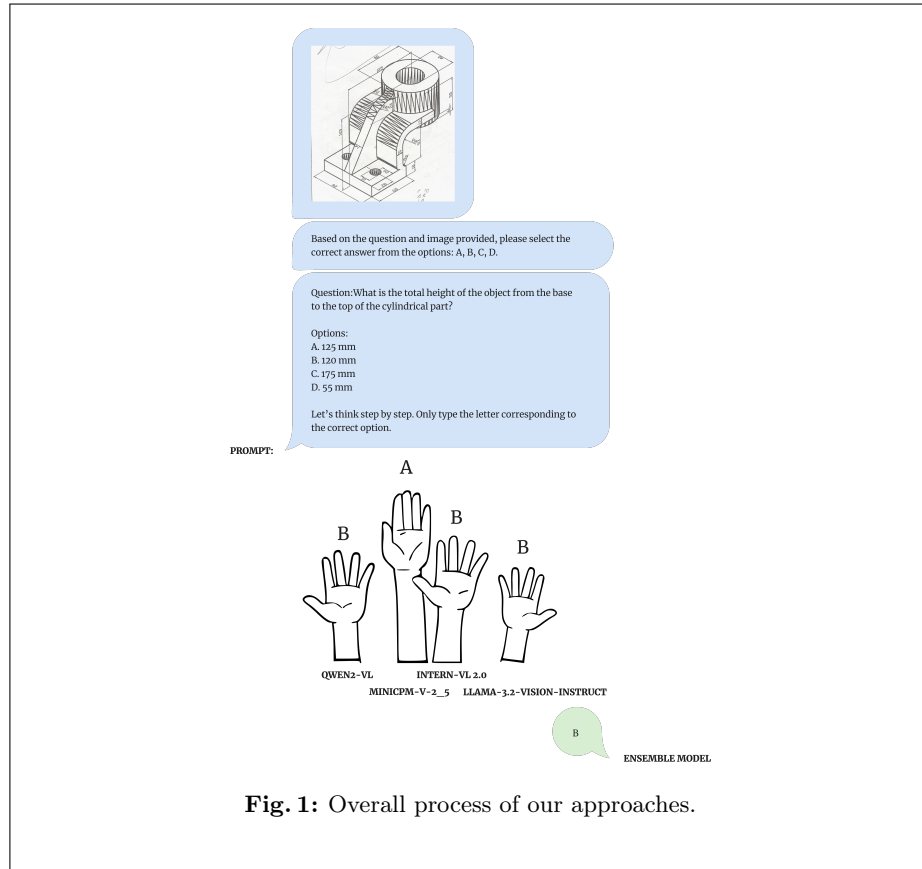 Based on the question and image provided, please select the
correct answer from the options: A, B, C, D.
Question:What is the total height of the object from the base
to the top of the cylindrical part?
Options:
A. 125 mm
B. 120 mm
C. 175 mm
D. 55 mm
Let's think step by step. Only type the letter corresponding to
the correct option.
PROMPT:
A
B
B
B
QWEN2-VL
INTERN-VL 2.0
MINICPM-V-2_5
LLAMA-3.2-VISION-INSTRUCT
B
ENSEMBLE MODEL
Fig. 1: Overall process of our approaches.